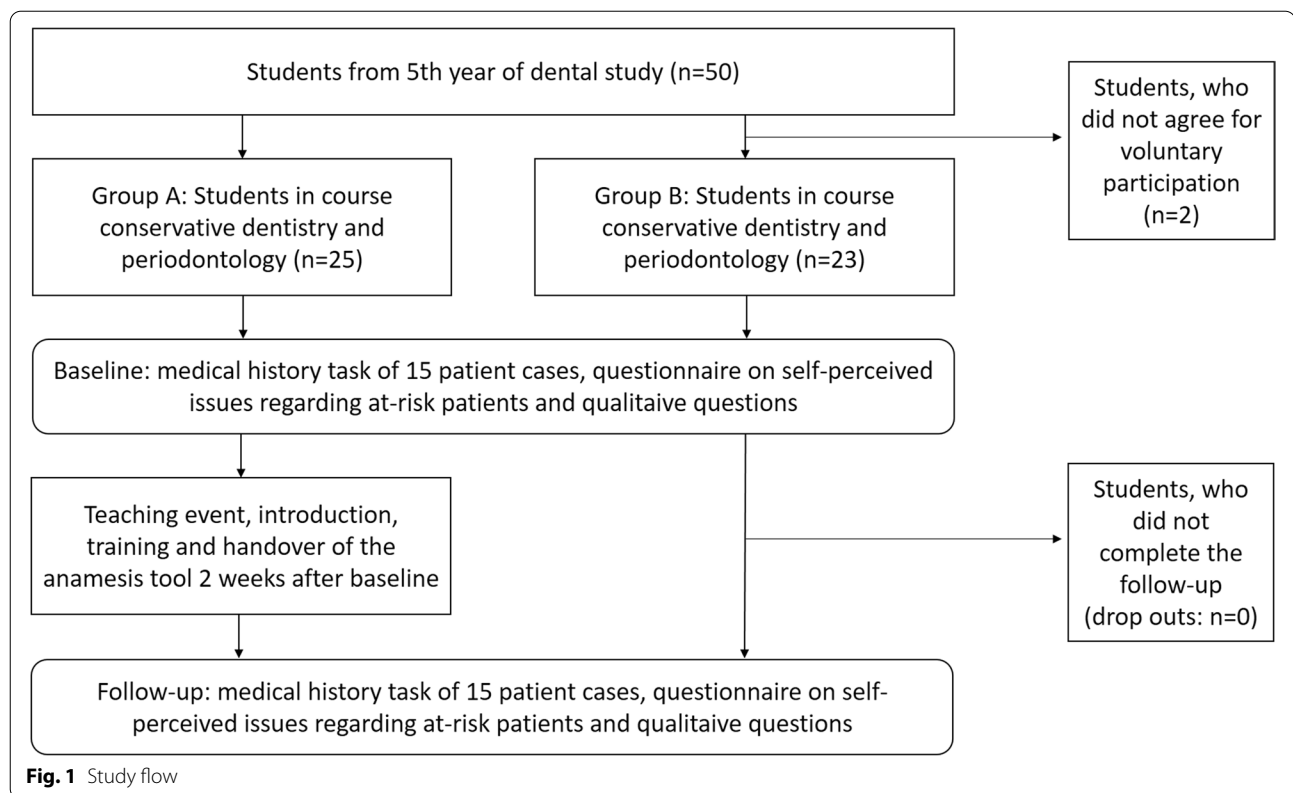 Students from 5th year of dental study (n=50)
Students, who
did not agree for
voluntary
participation
(n=2)
Group A: Students in course
conservative dentistry and
periodontology (n=25)
Group B: Students in course
conservative dentistry and
periodontology (n=23)
Baseline: medical history task of 15 patient cases, questionnaire on self-perceived
issues regarding at-risk patients and qualitaive questions
Teaching event, introduction,
training and handover of the
anamesis tool 2 weeks after baseline
Students, who
did not
complete the
follow-up
(drop outs: n=0)
Follow-up: medical history task of 15 patient cases, questionnaire on self-
perceived issues regarding at-risk patients and qualitaive questions
Fig. 1 Study flow